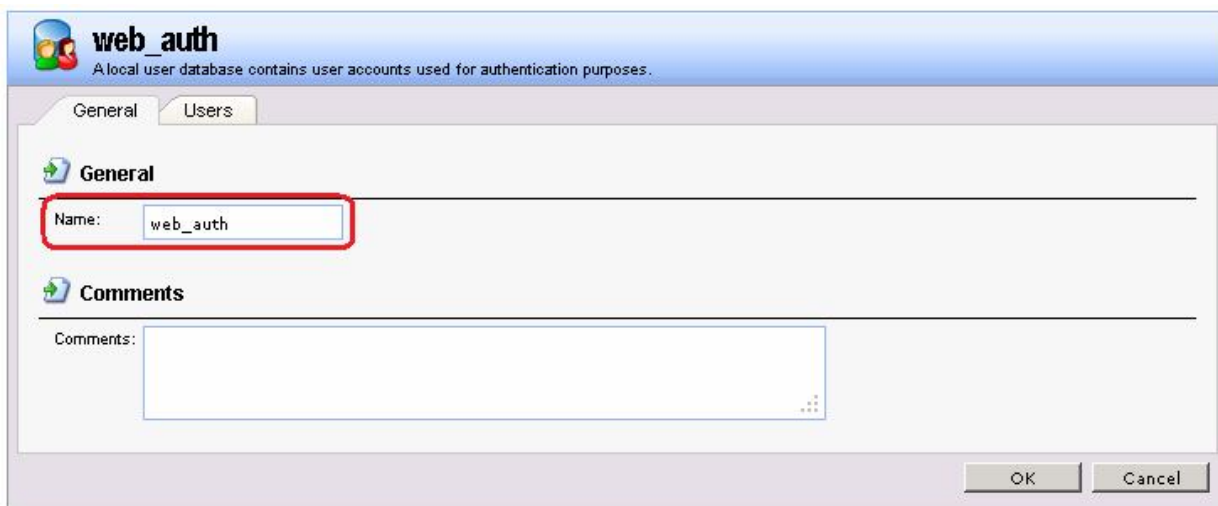 web_auth
A local user database contains user accounts used for authentication purposes.
General Users
General
Name: web_auth
Comments
Comments:
OK Cancel